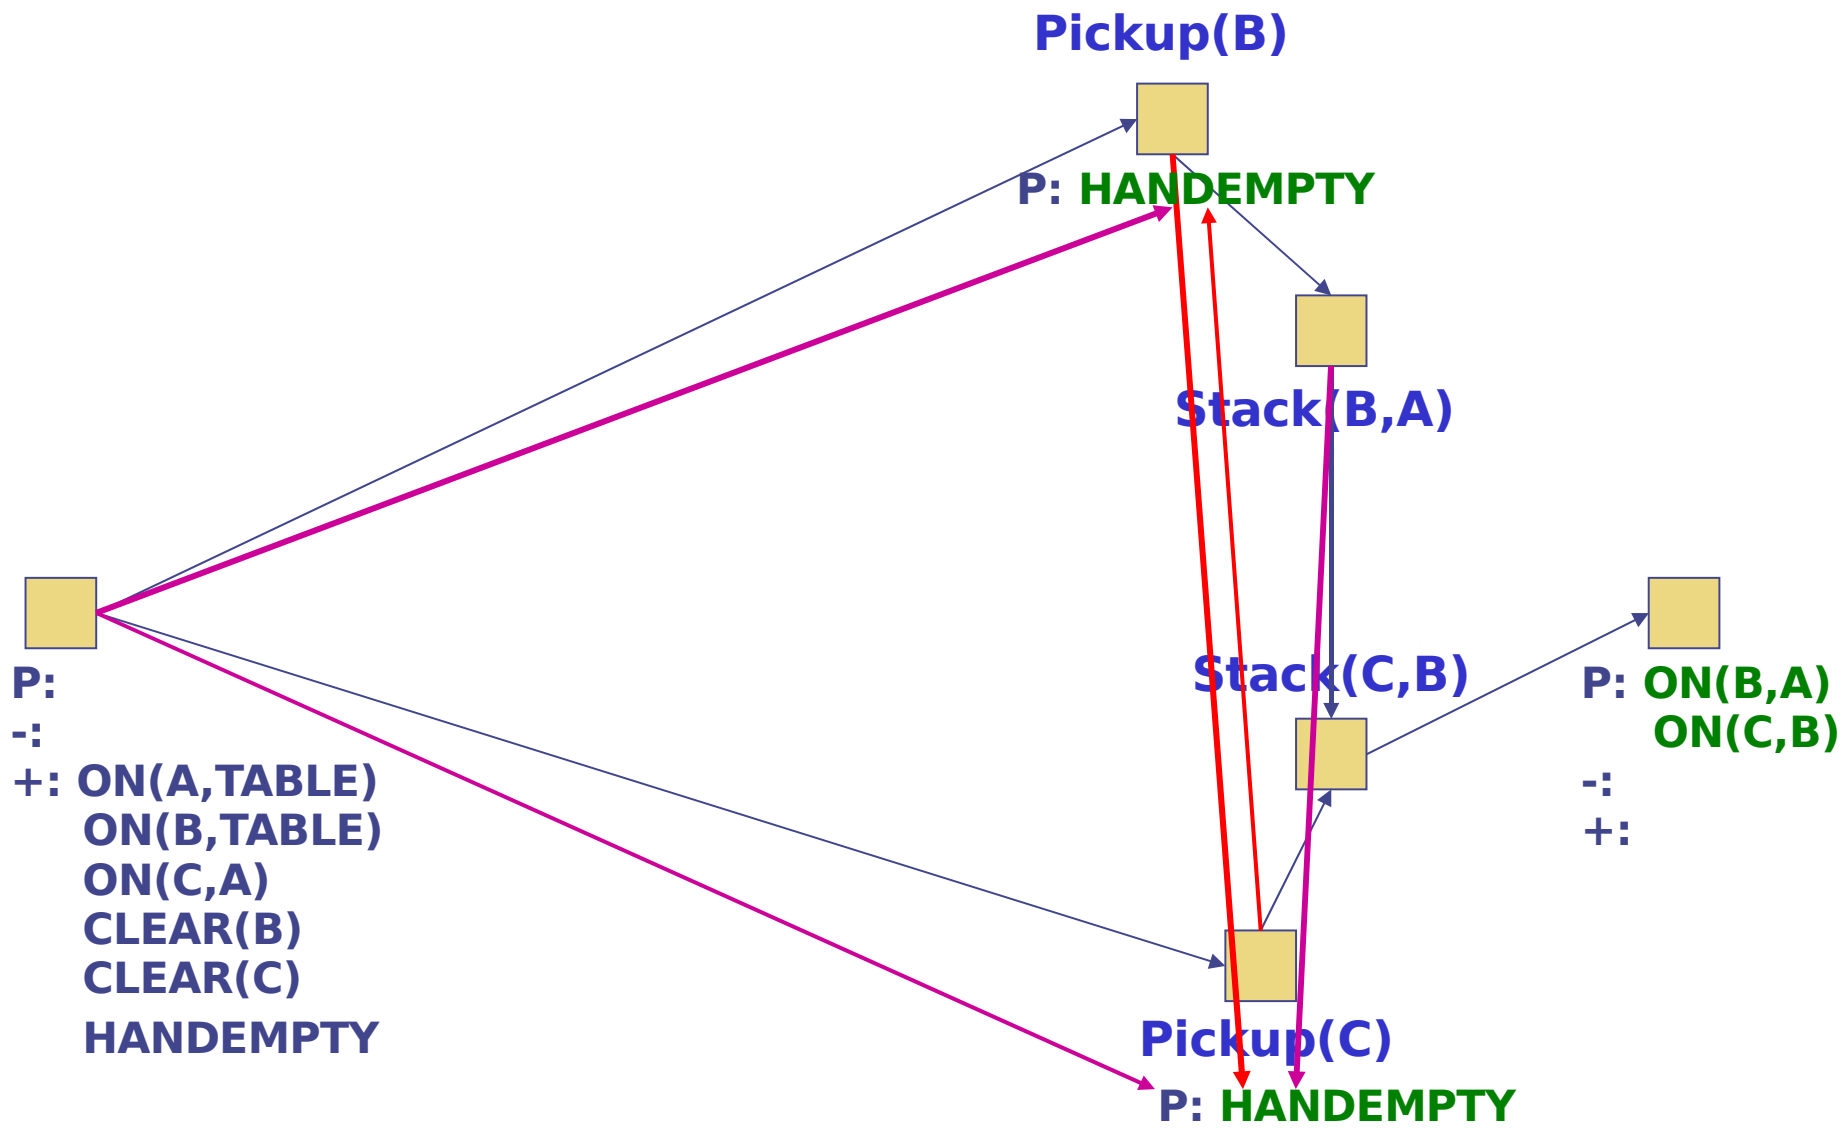 Pickup(B)
P: HANDEMPTY
Stack(B,A)
Stack(C,B)
P:
-:
+: ON(A,TABLE)
ON(B,TABLE)
ON(C,A)
CLEAR(B)
CLEAR(C)
HANDEMPTY
P: ON(B,A)
ON(C,B)
-:
+:
Pickup(C)
P: HANDEMPTY